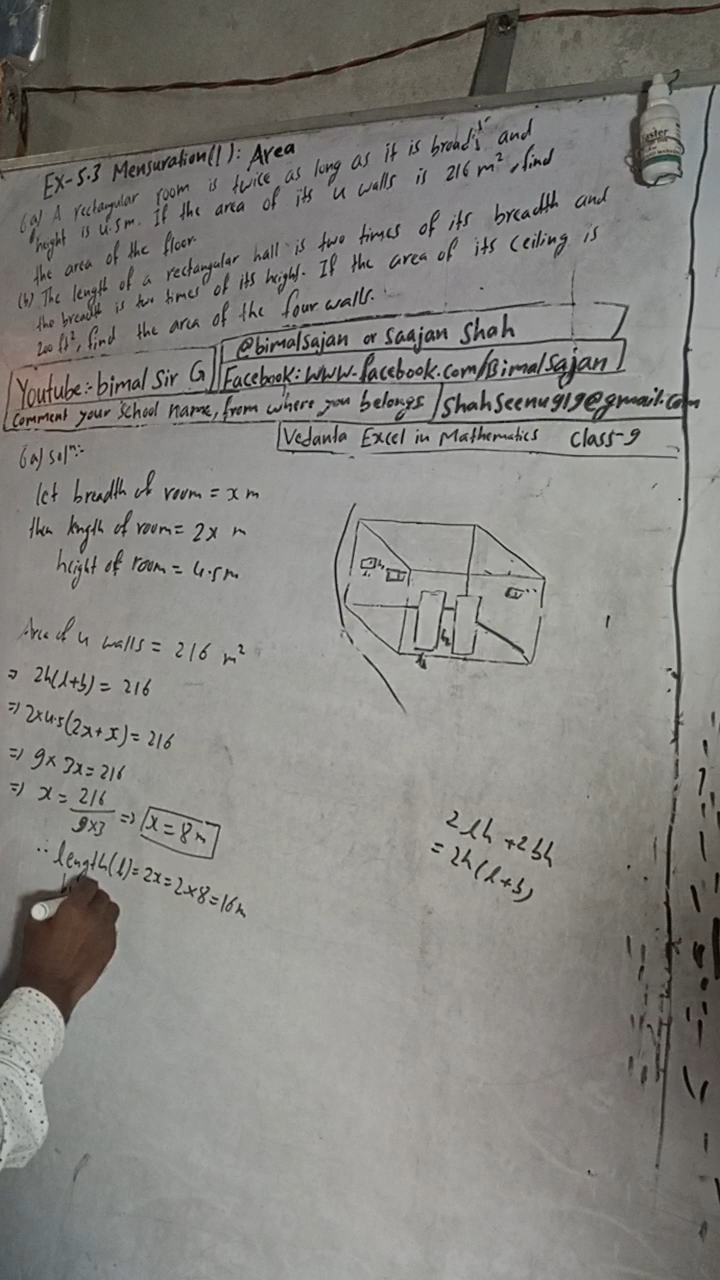 EX-5.3 Mensuration(I): Area
6a) A rectangular room is twice as long as it is broad and
height is 4.5m. If the area of its 4 walls is 216 m², find
the area of the floor.
(b) The length of a rectangular hall is two times of its breadth and
the breadth is two times of its height. If the area of its ceiling is
200 ft², find the area of the four walls.
@bimalsajan or Saajan Shah
Youtube:- bimal Sir G
Facebook: www.facebook.com/Bimalsajan
Comment your School name, from where you belongs
Shahseenu919@gmail.com
Vedanta Excel in Mathematics Class-9
6a) Solⁿ:-
let breadth of room = x m
then length of room = 2x m
height of room = 4.5m
Area of 4 walls = 216 m²
⇒ 2h(l+b) = 216
⇒ 2×4.5(2x+x) = 216
⇒ 9×3x = 216
⇒ x = 216/9×3 ⇒ x = 8m
∴ length(l) = 2x = 2×8 = 16m
2lh + 2bh
= 2h(l+b)